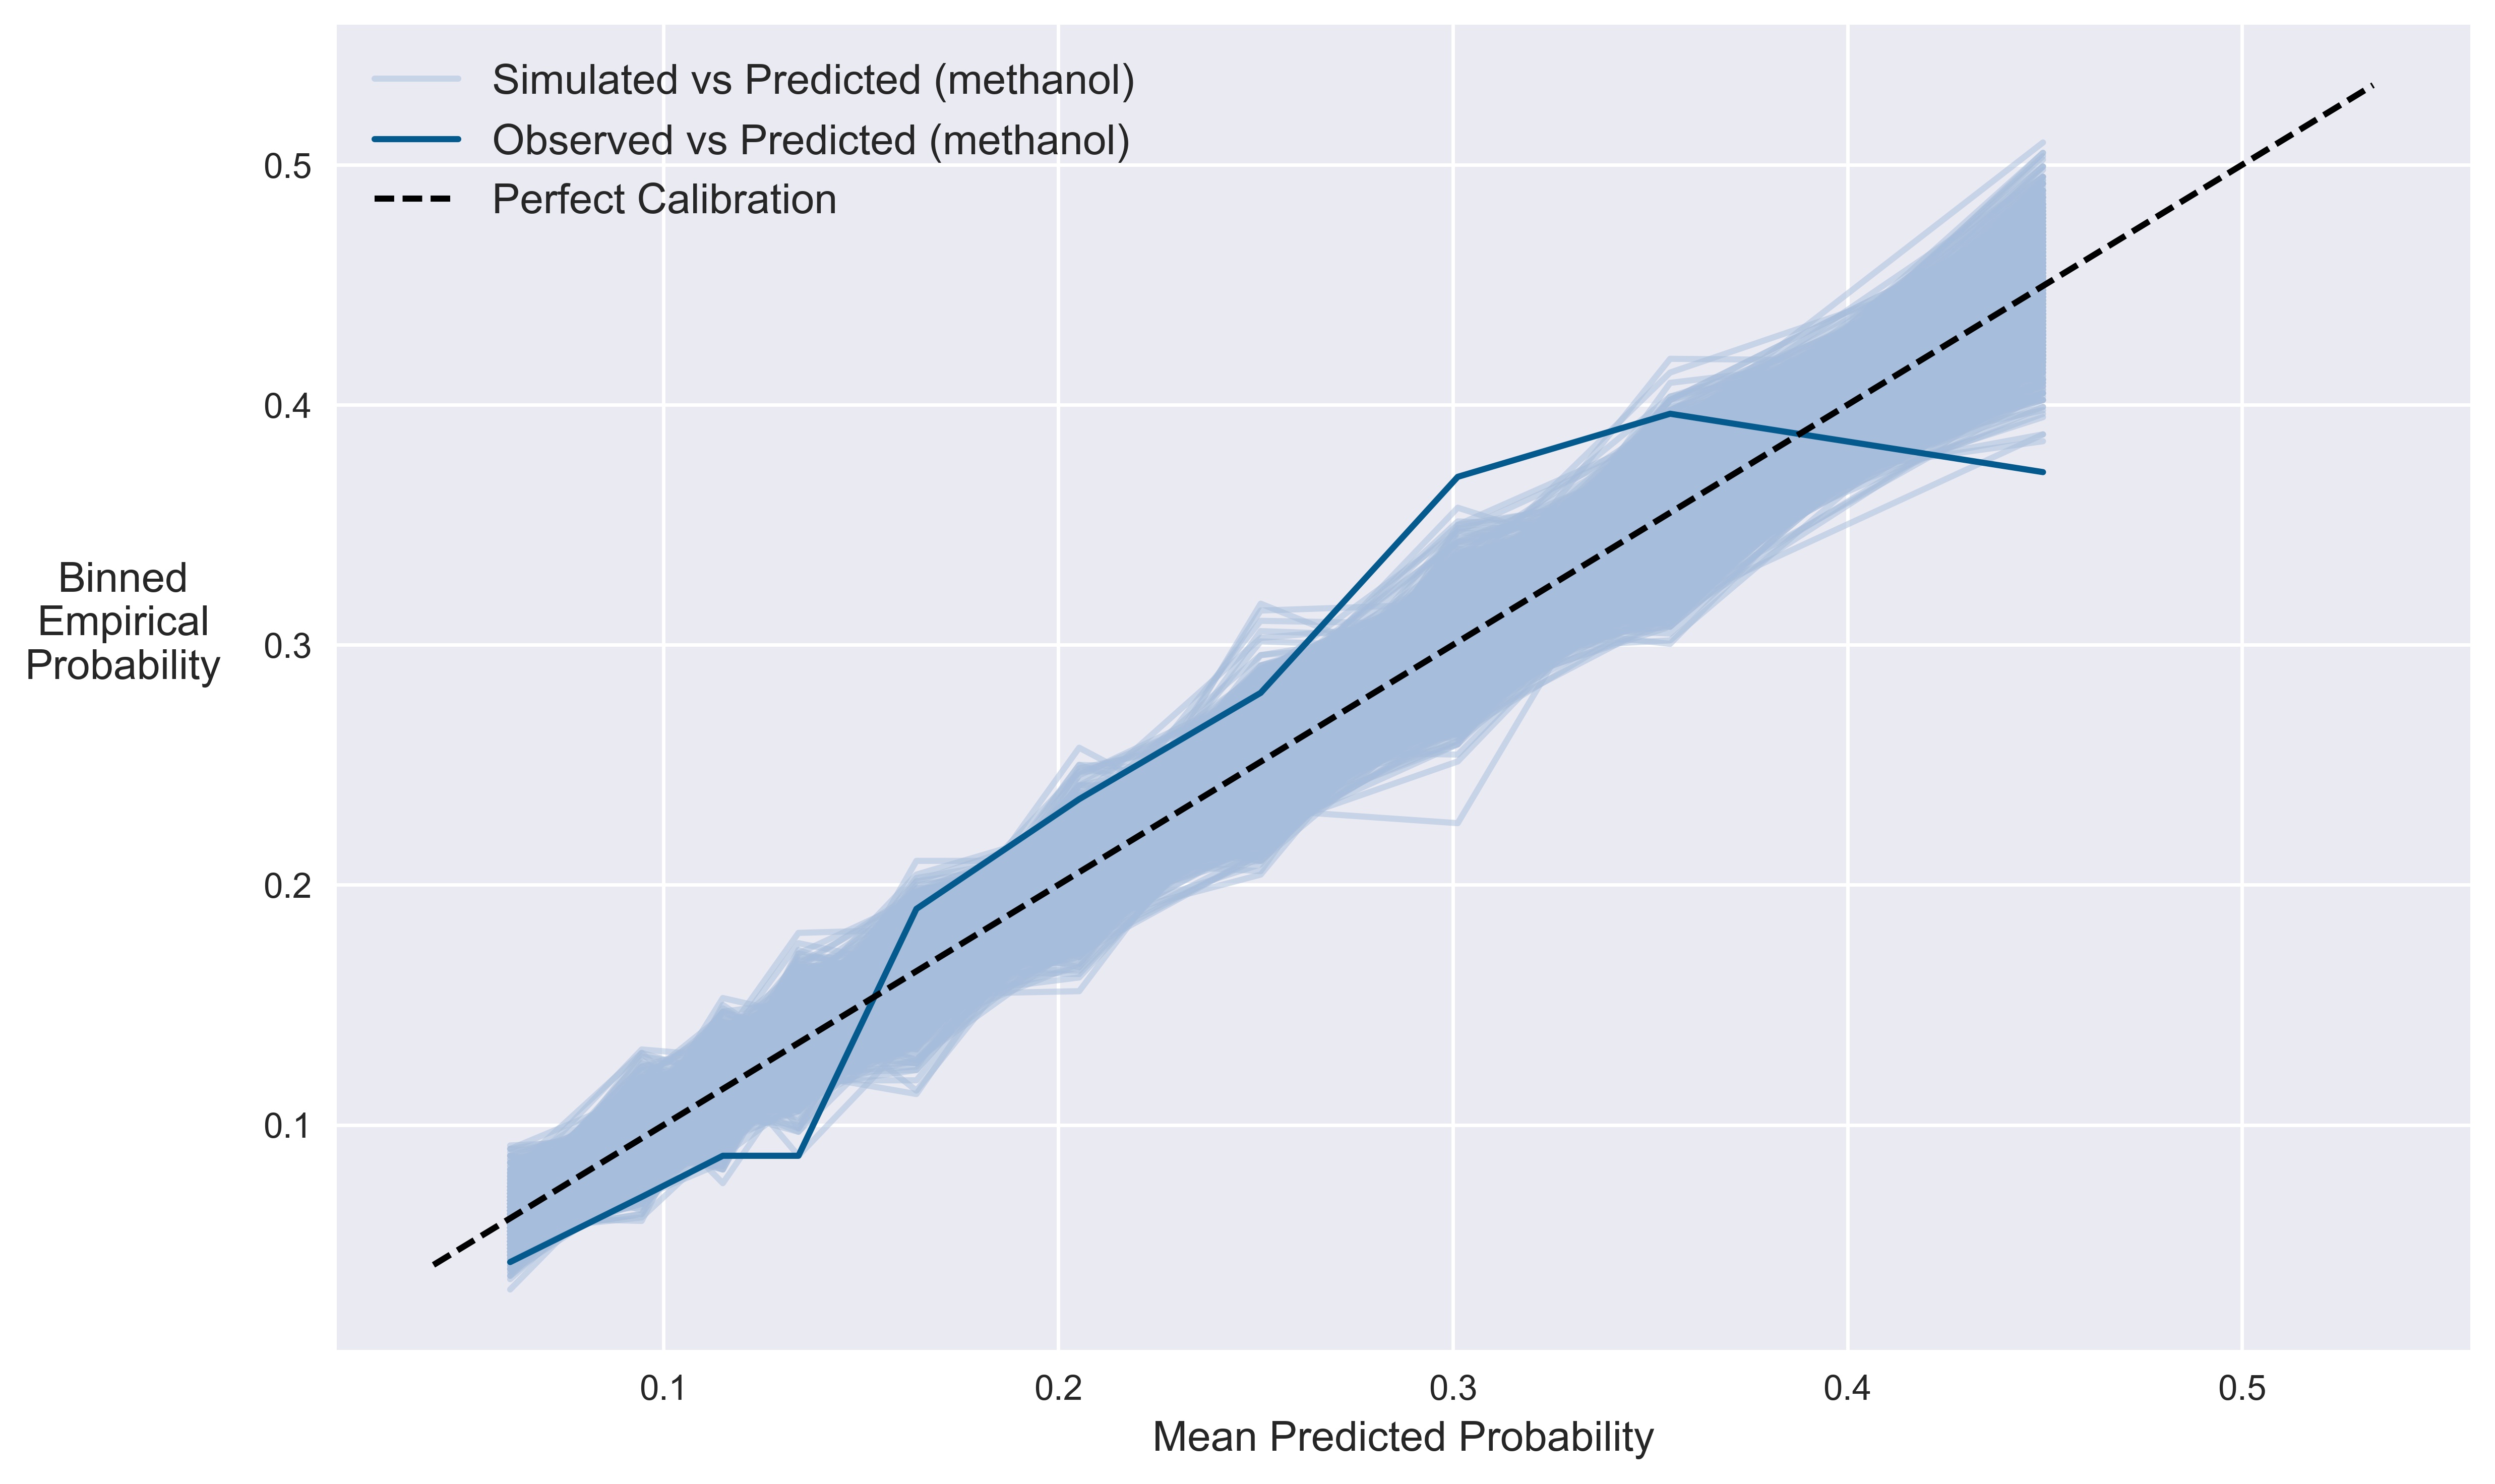 Simulated vs Predicted (methanol)
Observed vs Predicted (methanol)
Perfect Calibration
0.5
0.4
0.3
0.2
0.1
Binned
Empirical
Probability
0.1
0.2
0.3
0.4
0.5
Mean Predicted Probability